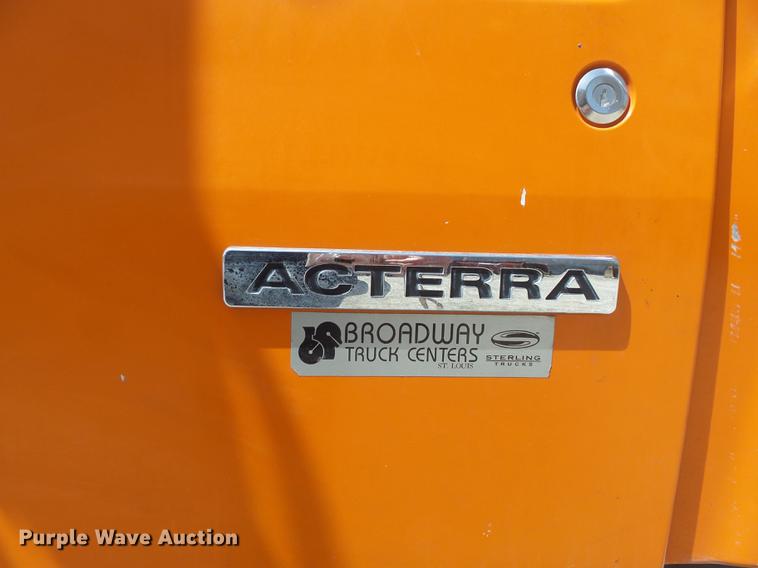 ACTERRA
BROADWAY
TRUCK CENTERS
ST. LOUIS
STERLING
TRUCKS
Purple Wave Auction